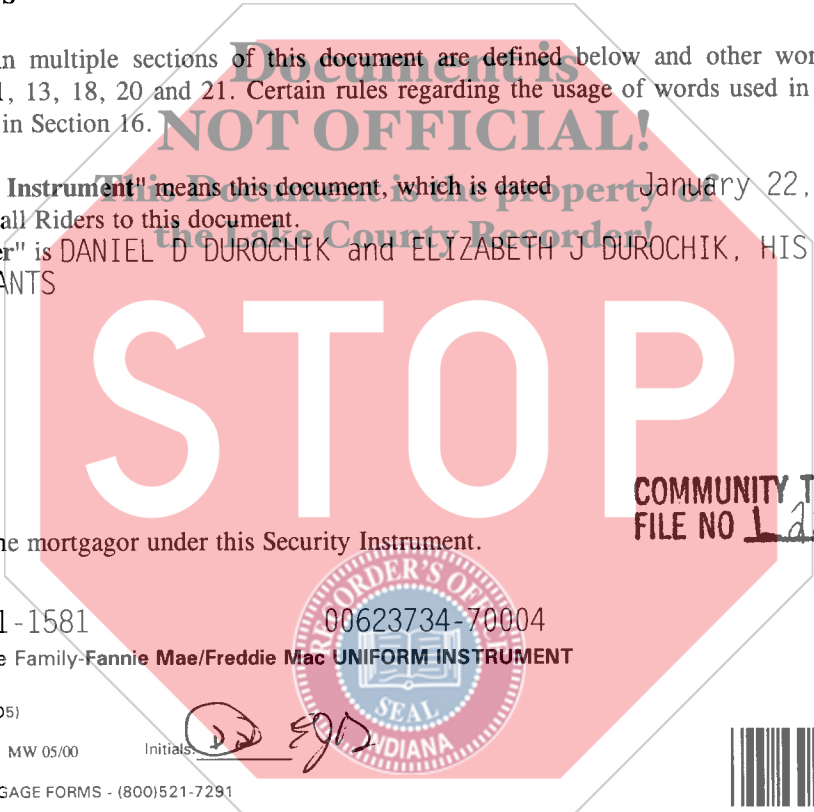 S
in multiple sections of this document are defined below and other wor
1, 13, 18, 20 and 21. Certain rules regarding the usage of words used in
in Section 16.
Document is
NOT OFFICIAL!
This Document is the property of
the Lake County Recorder!
Instrument" means this document, which is dated January 22,
all Riders to this document.
er" is DANIEL D DUROCHIK and ELIZABETH J DUROCHIK, HIS
ANTS
STOP
COMMUNITY T
FILE NO L
he mortgagor under this Security Instrument.
RECORDER'S OFFICE
SEAL
INDIANA
1-1581 00623734-70004
e Family-Fannie Mae/Freddie Mac UNIFORM INSTRUMENT
05)
MW 05/00 Initials: DD EJD
GAGE FORMS - (800)521-7291